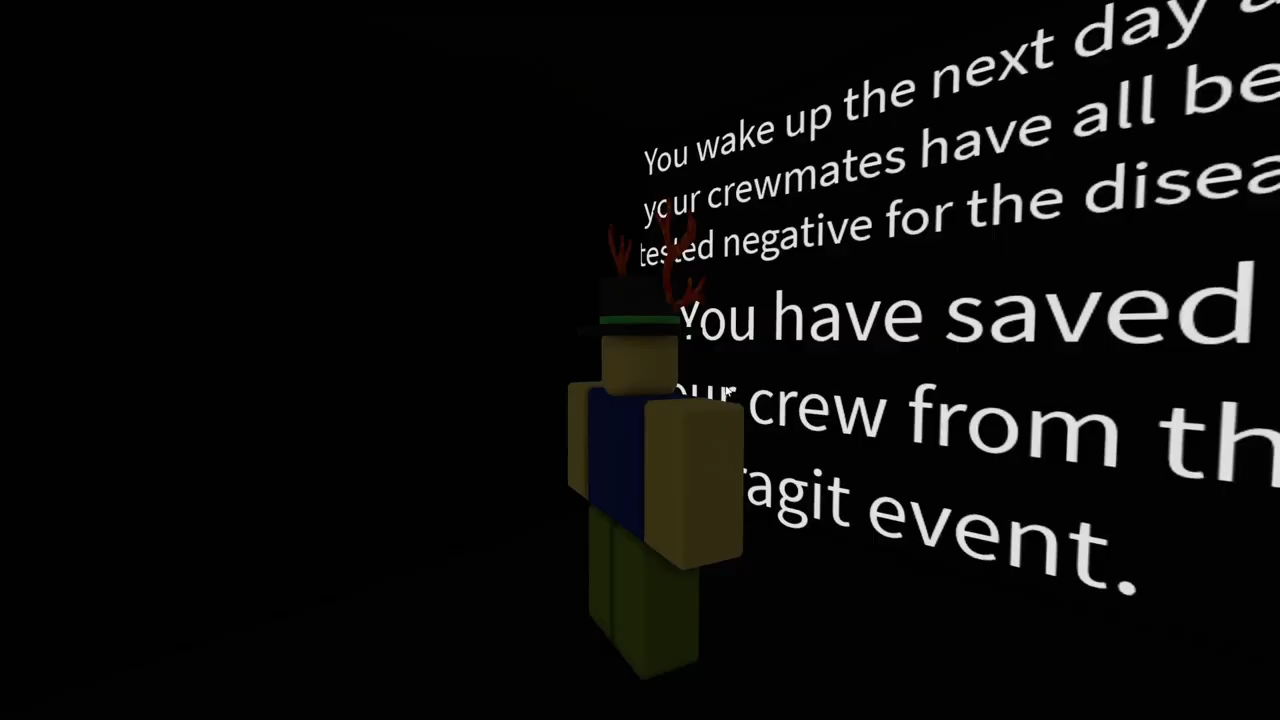 You wake up the next day
your crewmates have all be
tested negative for the disea
You have saved
crew from th
event.